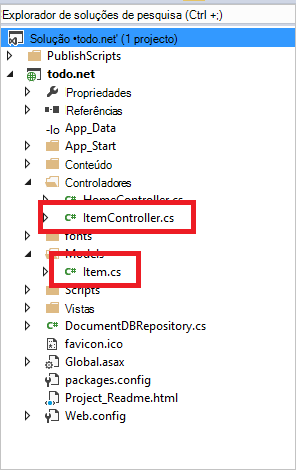 Explorador de soluções de pesquisa (Ctrl +;)
Solução •todo.net' (1 projecto)
PublishScripts
todo.net
Propriedades
Referências
-lo App_Data
App_Start
Conteúdo
Controladores
HomeController.cs
C# ItemController.cs
fonts
Models
C# Item.cs
Scripts
Vistas
C# DocumentDBRepository.cs
favicon.ico
Global.asax
packages.config
Project_Readme.html
Web.config